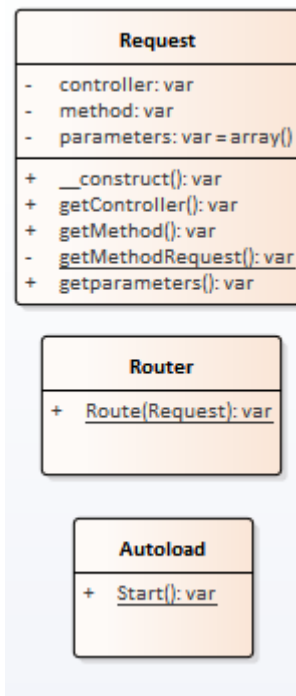 Request
- controller: var
- method: var
- parameters: var = array()
+ __construct(): var
+ getController(): var
+ getMethod(): var
- getMethodRequest(): var
+ getparameters(): var
Router
+ Route(Request): var
Autoload
+ Start(): var